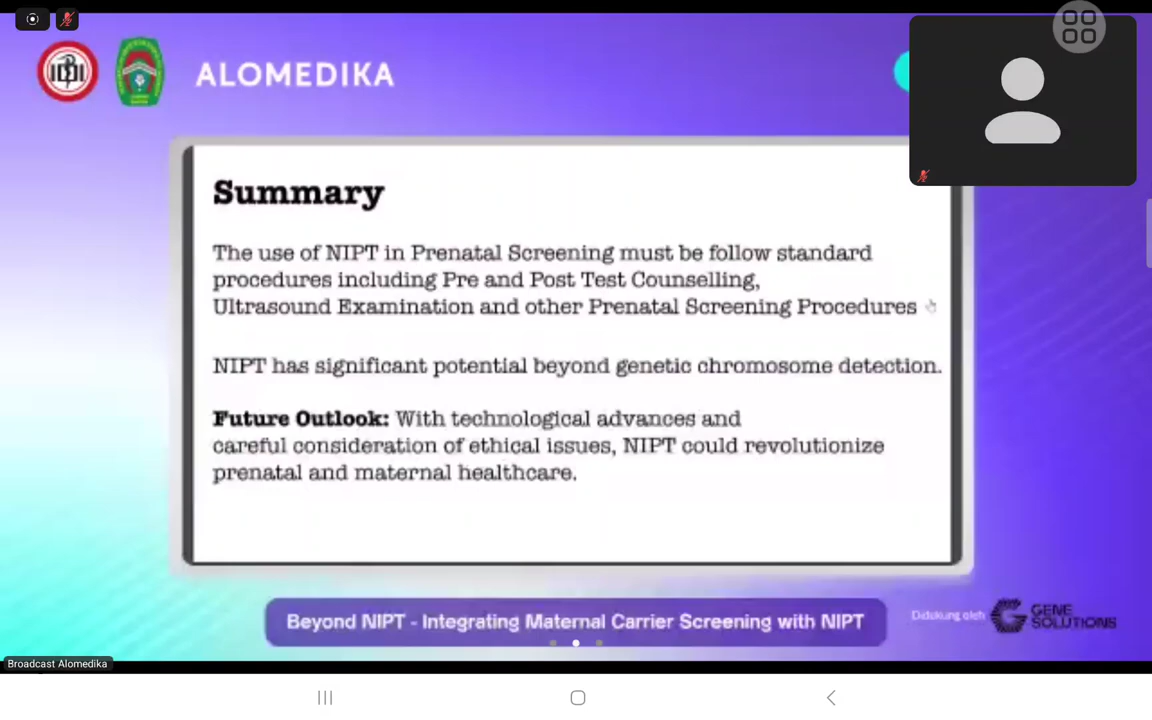 IDI
ALOMEDIKA
Summary
The use of NIPT in Prenatal Screening must be follow standard
procedures including Pre and Post Test Counselling,
Ultrasound Examination and other Prenatal Screening Procedures
NIPT has significant potential beyond genetic chromosome detection.
Future Outlook: With technological advances and
careful consideration of ethical issues, NIPT could revolutionize
prenatal and maternal healthcare.
Beyond NIPT - Integrating Maternal Carrier Screening with NIPT
Didukung oleh
GENE
SOLUTIONS
Broadcast Alomedika